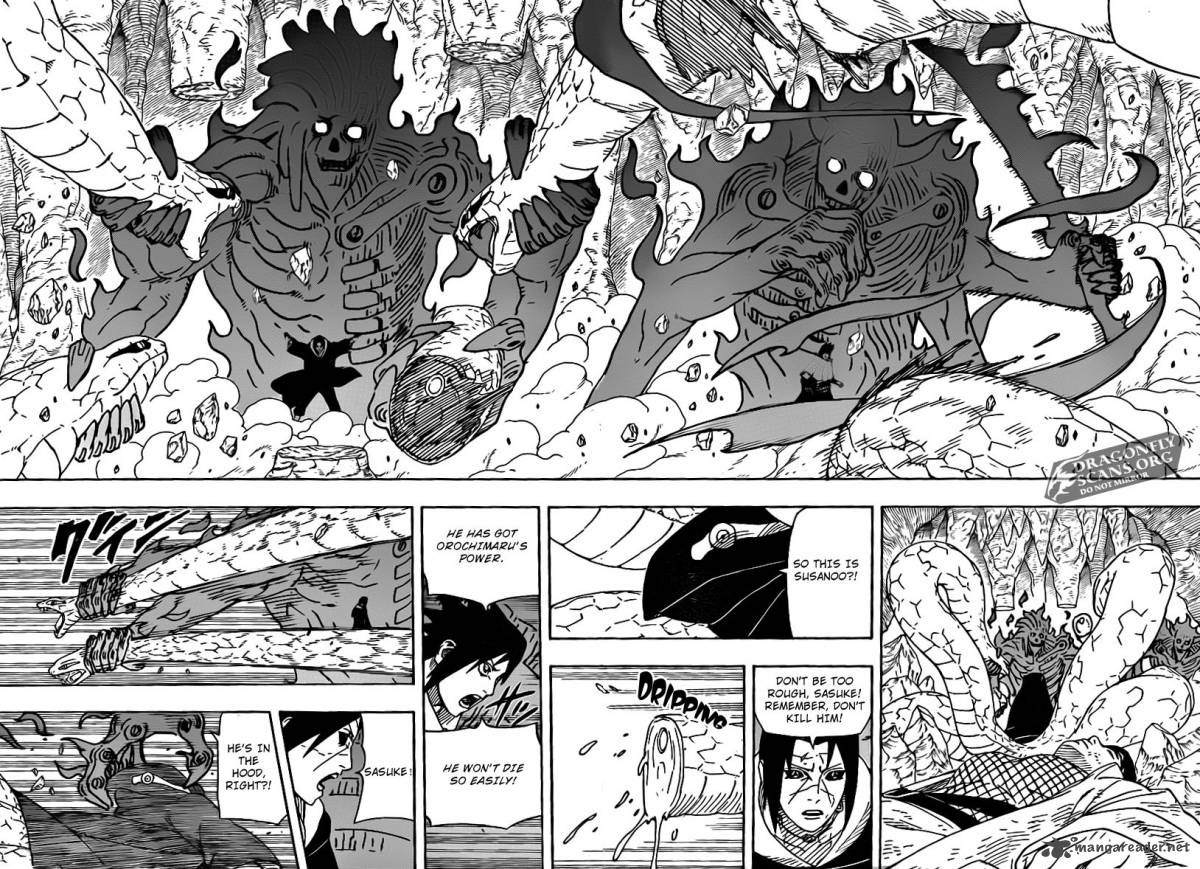 DRAGONFLY
SCANS.ORG
DO NOT MIRROR
SO THIS IS
SUSANOO?!
DON'T BE TOO
ROUGH, SASUKE!
REMEMBER, DON'T
KILL HIM!
DRIPPING
HE HAS GOT
OROCHIMARU'S
POWER.
HE WON'T DIE
SO EASILY!
グイン
SASUKE!
HE'S IN
THE
HOOD,
RIGHT?!
mangareader.net